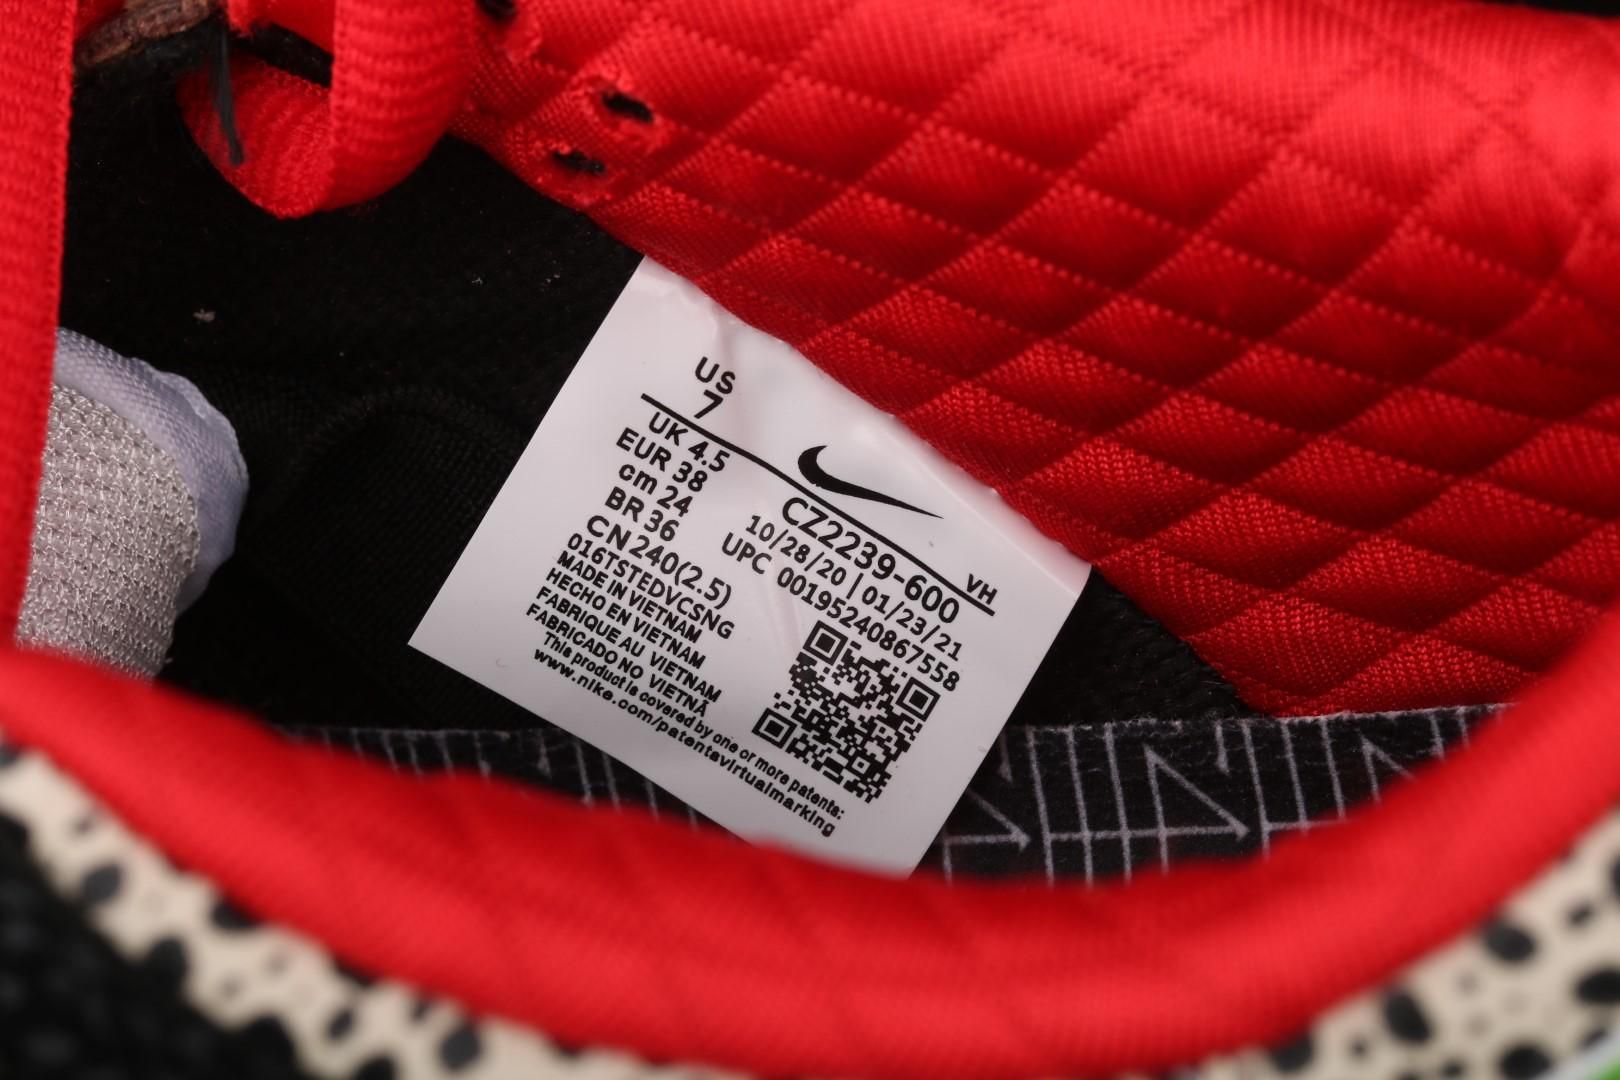 US
7
UK 4.5
EUR 38
cm 24
BR 36
CN 240(2.5)
016TSTEDVCSNG
MADE IN VIETNAM
HECHO EN VIETNAM
FABRIQUE AU VIETNAM
FABRICADO NO VIETNÃ
This product is covered by one or more patents:
www.nike.com/patentsvirtualmarking
CZ2239-600 VH
10/28/20 | 01/23/21
UPC 00195240867558